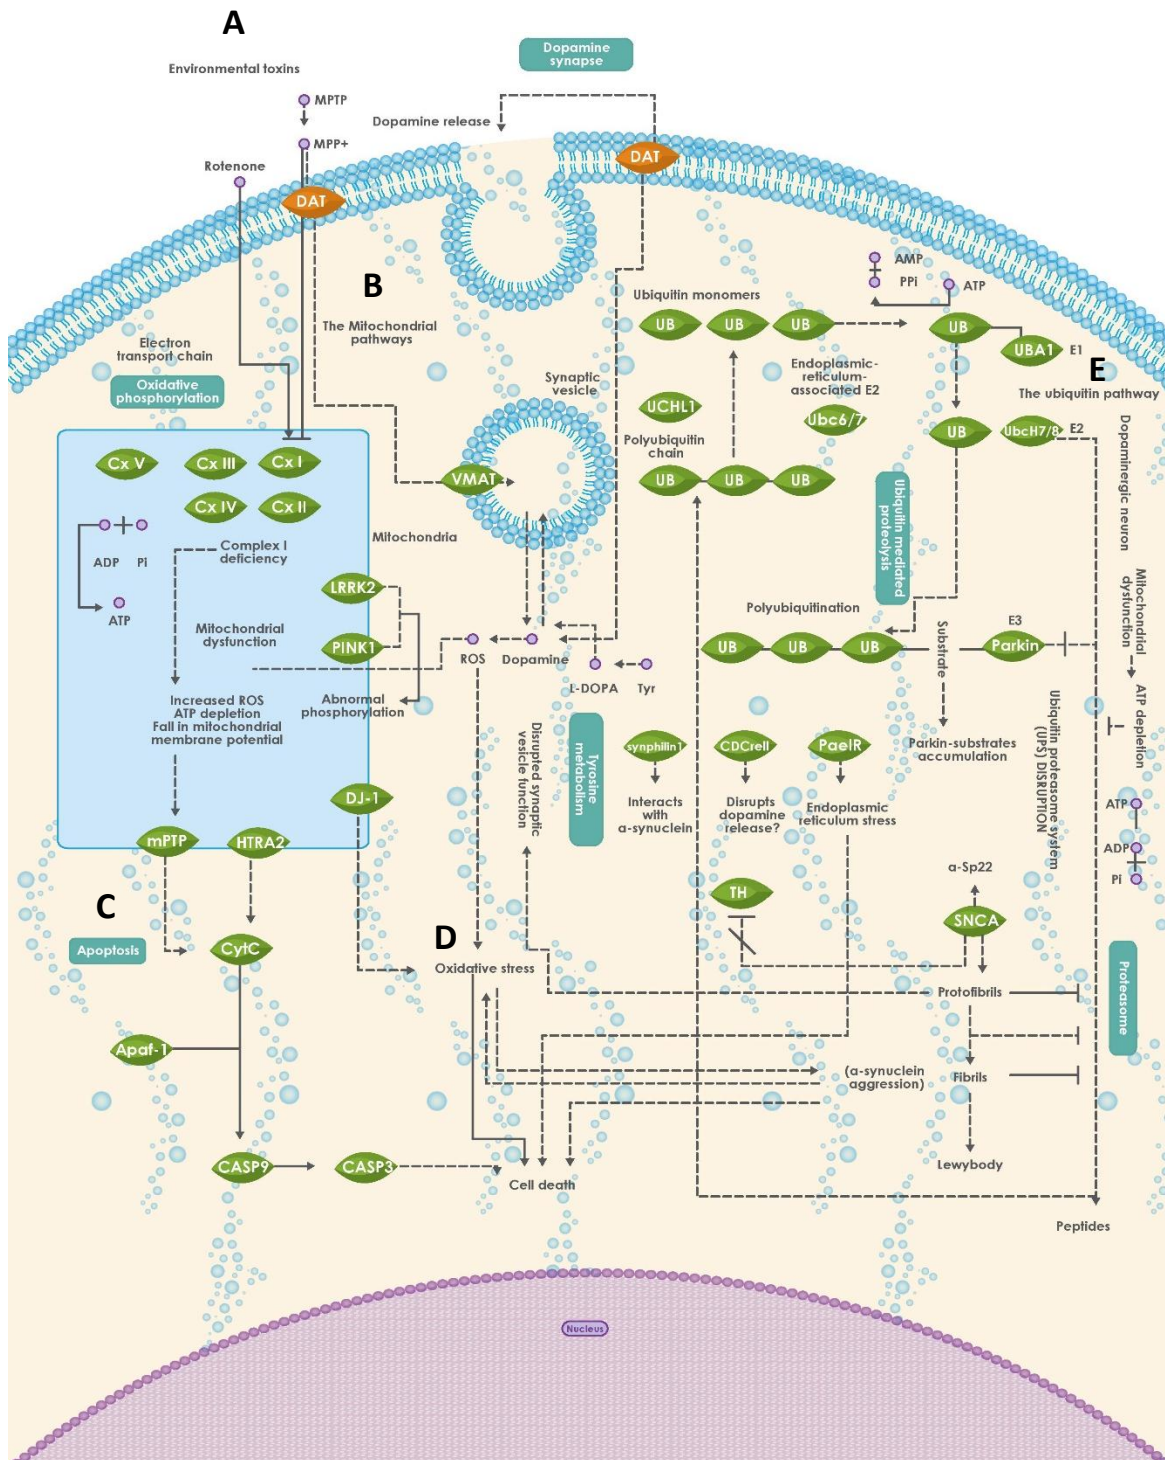 A
Environmental toxins
MPTP
MPP+
Rotenone
DAT
Dopamine
synapse
Dopamine release
DAT
B
The Mitochondrial
pathways
Electron
transport chain
Oxidative
phosphorylation
Synaptic
vesicle
VMAT
Ubiquitin monomers
UB
UB
UB
AMP
PPi
ATP
UB
UBA1
E1
E
The ubiquitin pathway
Endoplasmic-
reticulum-
associated E2
Ubc6/7
UCHL1
Polyubiquitin
chain
UB
UB
UB
UB
UbcH7/8
E2
Ubiquitin mediated
proteolysis
Dopaminergic neuron
Mitochondrial
dysfunction
ATP depletion
Cx V
Cx III
Cx I
Cx IV
Cx II
ADP
Pi
ATP
Complex I
deficiency
Mitochondria
LRRK2
PINK1
Mitochondrial
dysfunction
Abnormal
phosphorylation
Increased ROS
ATP depletion
Fall in mitochondrial
membrane potential
DJ-1
mPTP
HTRA2
ROS
Dopamine
L-DOPA
Tyr
Disrupted synaptic
vesicle function
Tyrosine
metabolism
Polyubiquitination
UB
UB
UB
Substrate
E3
Parkin
Parkin-substrates
accumulation
Ubiquitin proteasome system
(UPS) DISRUPTION
synphilin1
CDCrell
PaelR
Interacts
with
α-synuclein
Disrupts
dopamine
release?
Endoplasmic
reticulum stress
ATP
ADP
Pi
α-Sp22
SNCA
TH
C
Apoptosis
CytC
Apaf-1
CASP9
CASP3
D
Oxidative stress
Protofibrils
(α-synuclein
aggression)
Fibrils
Lewybody
Proteasome
Cell death
Peptides
Nucleus